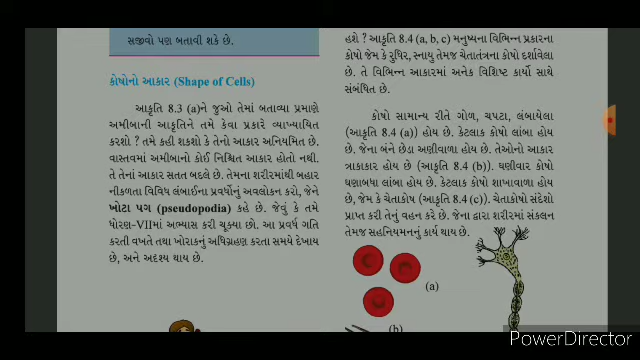 સજીવો પણ બતાવી શકે છે.
કોષોનો આકાર (Shape of Cells)
આકૃતિ 8.3 (a)ને જુઓ તેમાં બતાવ્યા પ્રમાણે
અમીબાની આકૃતિને તમે કેવા પ્રકારે વ્યાખ્યાયિત
કરશો ? તમે કહી શકશો કે તેનો આકાર અનિયમિત છે.
વાસ્તવમાં અમીબાનો કોઈ નિશ્ચિત આકાર હોતો નથી.
તે તેનાં આકાર સતત બદલે છે. તેમના શરીરમાંથી બહાર
નીકળતા વિવિધ લંબાઈના પ્રવર્ધોનું અવલોકન કરો, જેને
ખોટા પગ (pseudopodia) કહે છે. જેવું કે તમે
ધોરણ-VIIમાં અભ્યાસ કરી ચૂક્યા છો. આ પ્રવર્ધ ગતિ
કરતી વખતે તથા ખોરાકનું અધિગ્રહણ કરતા સમયે દેખાય
છે, અને અદશ્ય થાય છે.
હશે ? આકૃતિ 8.4 (a, b, c) મનુષ્યના વિભિન્ન પ્રકારના
કોષો જેમ કે રુધિર, સ્નાયુ તેમજ ચેતાતંત્રના કોષો દર્શાવેલા
છે. તે વિભિન્ન આકારમાં અનેક વિશિષ્ટ કાર્યો સાથે
સંબંધિત છે.
કોષો સામાન્ય રીતે ગોળ, ચપટા, લંબાયેલા
(આકૃતિ 8.4 (a)) હોય છે. કેટલાક કોષો લાંબા હોય
છે, જેના બંને છેડા અણીવાળા હોય છે. તેઓનો આકાર
ત્રાકાકાર હોય છે (આકૃતિ 8.4 (b). ઘણીવાર કોષો
ઘણાબધા લાંબા હોય છે. કેટલાક કોષો શાખાવાળા હોય
છે, જેમ કે ચેતાકોષ (આકૃતિ 8.4 (c). ચેતાકોષો સંદેશો
પ્રાપ્ત કરી તેનું વહન કરે છે. જેના દ્વારા શરીરમાં સંકલન
તેમજ સહનિયમનનું કાર્ય થાય છે.
(a)
(b)
PowerDirector